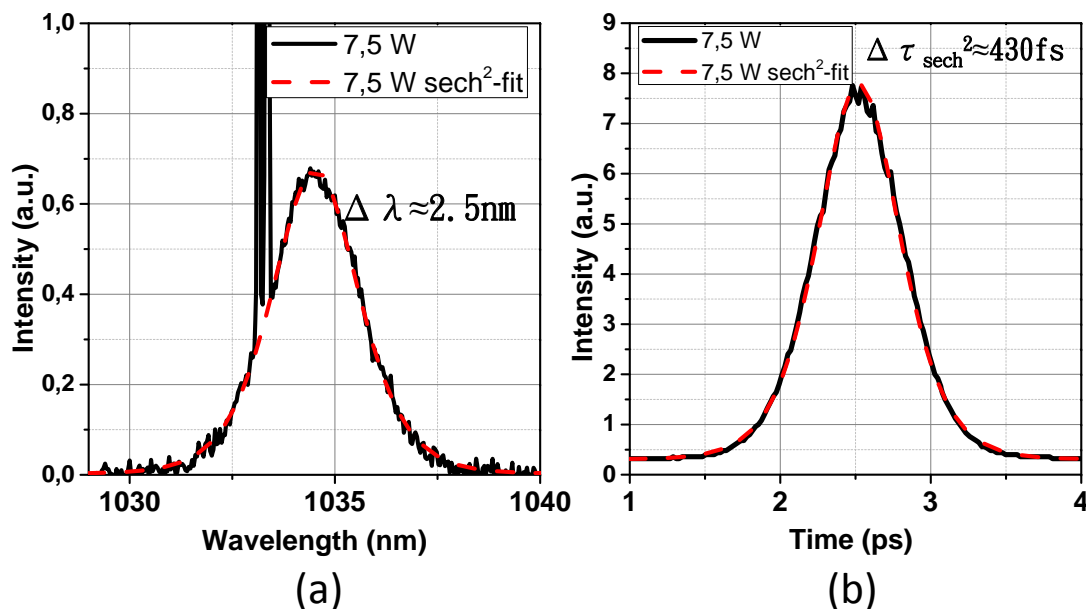 1,0
0,8
0,6
0,4
0,2
0,0
Intensity (a.u.)
7,5 W
7,5 W sech²-fit
Δ λ≈2.5nm
1030
1035
1040
Wavelength (nm)
(a)
9
8
7
6
5
4
3
2
1
0
Intensity (a.u.)
7,5 W
7,5 W sech²-fit
Δ τ sech²≈430fs
1
2
3
4
Time (ps)
(b)